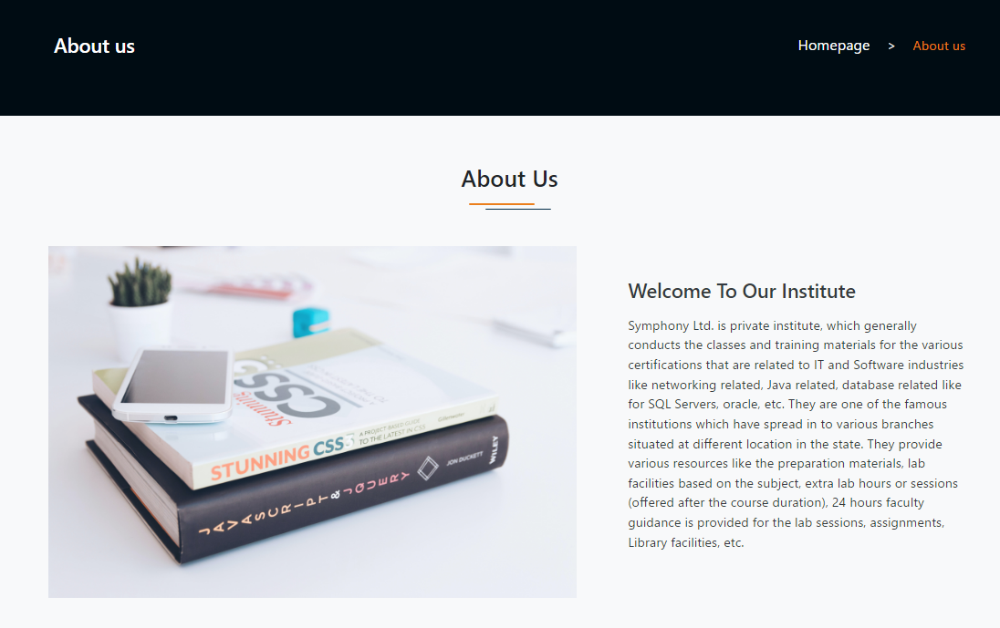 About us
Homepage > About us
About Us
Welcome To Our Institute
Symphony Ltd. is private institute, which generally
conducts the classes and training materials for the various
certifications that are related to IT and Software industries
like networking related, Java related, database related like
for SQL Servers, oracle, etc. They are one of the famous
institutions which have spread in to various branches
situated at different location in the state. They provide
various resources like the preparation materials, lab
facilities based on the subject, extra lab hours or sessions
(offered after the course duration), 24 hours faculty
guidance is provided for the lab sessions, assignments,
Library facilities, etc.
Stunning
CSS
STUNNING CSS
A PROJECT-BASED GUIDE
TO THE LATEST IN CSS
JAVASCRIPT & JQUERY
JON DUCKETT
WILEY